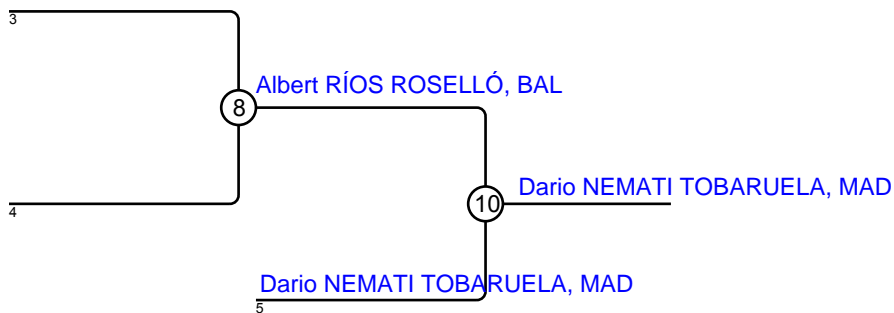 3
Albert RÍOS ROSELLÓ, BAL
8
Dario NEMATI TOBARUELA, MAD
10
4
Dario NEMATI TOBARUELA, MAD
5